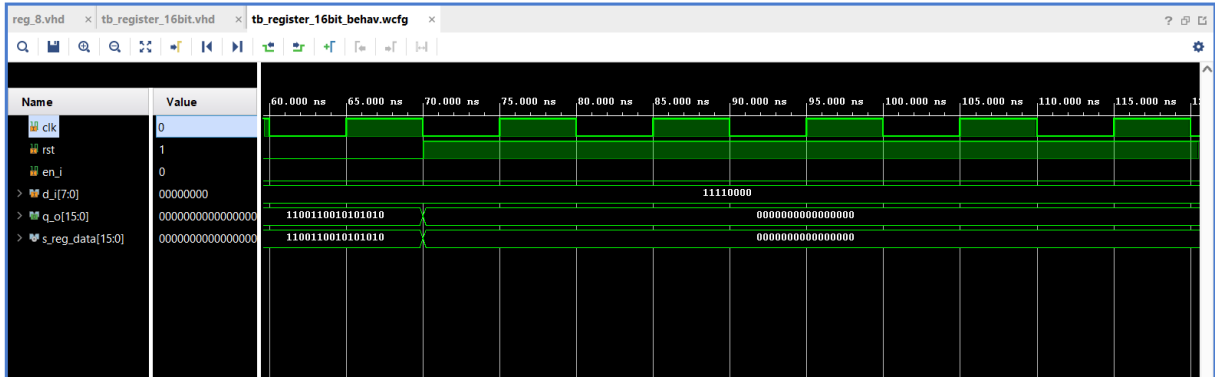 reg_8.vhd × tb_register_16bit.vhd × tb_register_16bit_behav.wcfg × ?
Name Value 60.000 ns 65.000 ns 70.000 ns 75.000 ns 80.000 ns 85.000 ns 90.000 ns 95.000 ns 100.000 ns 105.000 ns 110.000 ns 115.000 ns
clk 0
rst 1
en_i 0
> d_i[7:0] 00000000 11110000
> q_o[15:0] 0000000000000000 1100110010101010 0000000000000000
> s_reg_data[15:0] 0000000000000000 1100110010101010 0000000000000000